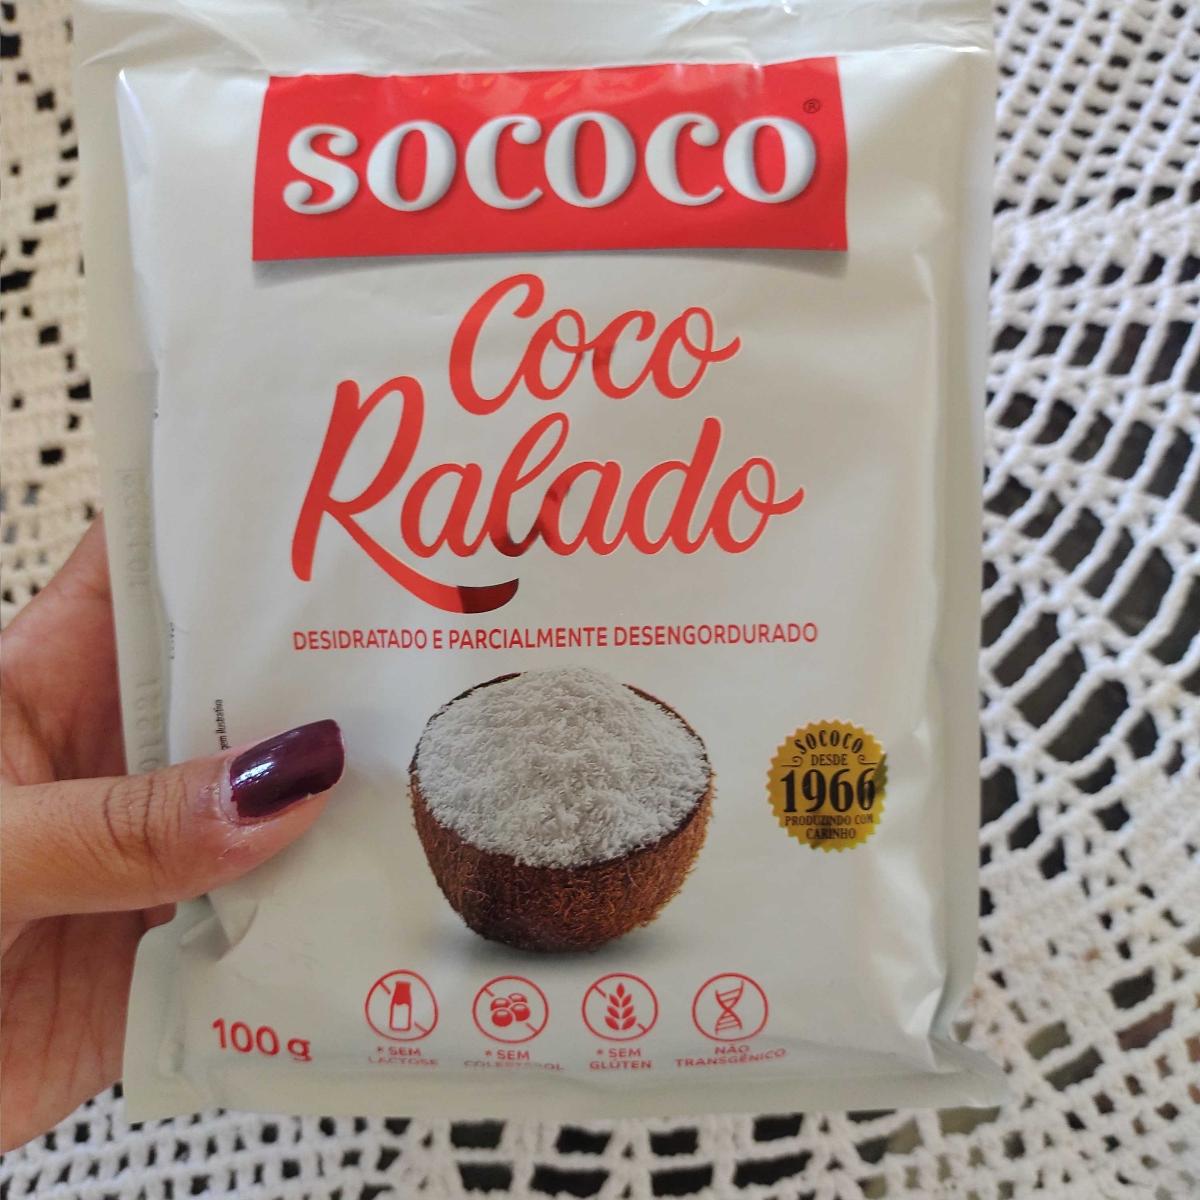 SOCOCO®
Coco
Ralado
DESIDRATADO E PARCIALMENTE DESENGORDURADO
SOCOCO
DESDE
1966
PRODUZINDO COM
CARINHO
100 g
* SEM
LACTOSE
* SEM
COLESTEROL
* SEM
GLÚTEN
NÃO
TRANSGÊNICO